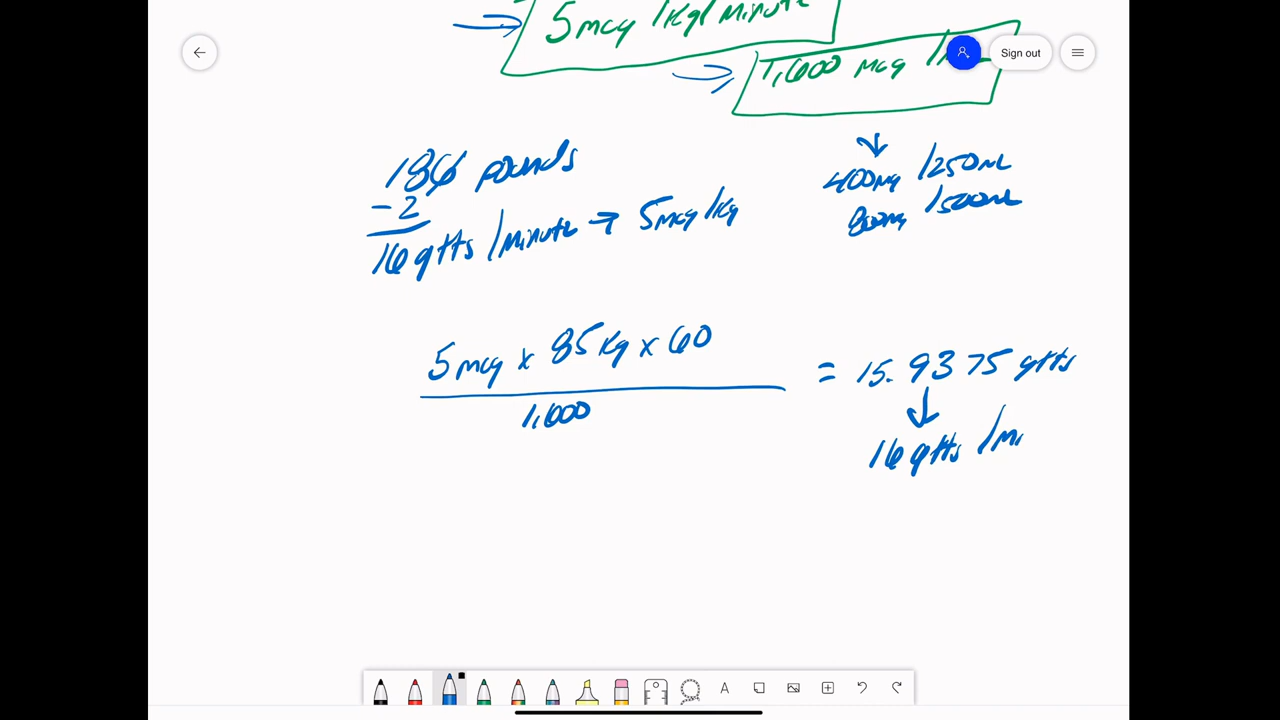 5mcg /Kg/minute
1,600 mcg
Sign out
186 pounds
- 2
16 gtts /minute → 5mcg /Kg
400mg /250mL
800mg /500mL
5mcg x 85Kg x 60
1,600
= 15.9375 gtts
16 gtts /mi
A